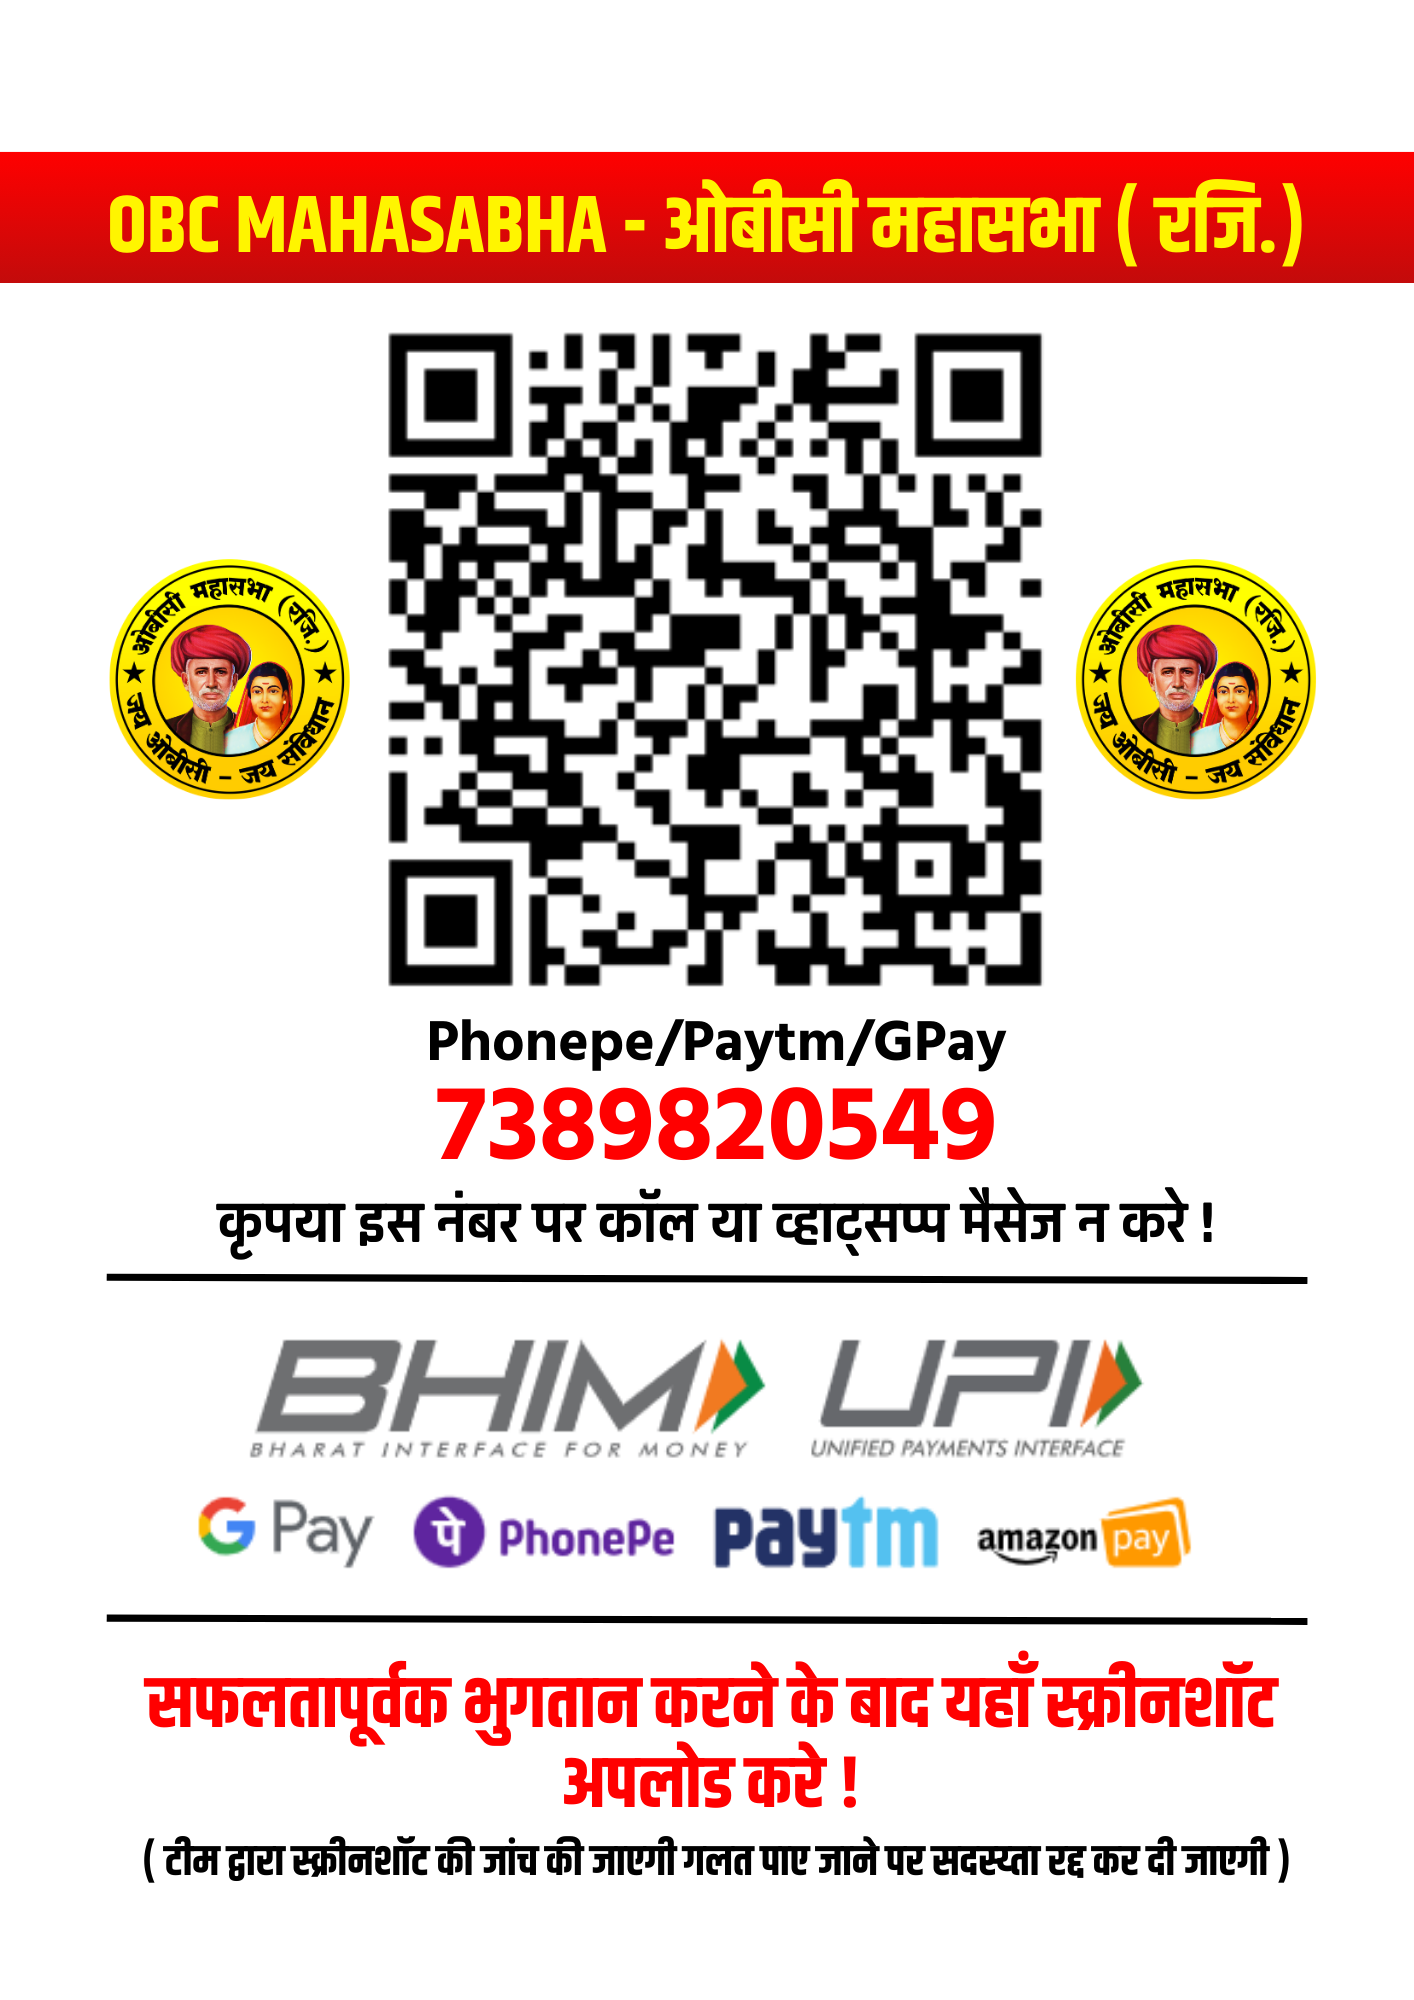 OBC MAHASABHA - ओबीसी महासभा ( रजि.)
ओबीसी महासभा (रजि.)
जय ओबीसी - जय संविधान
ओबीसी महासभा (रजि.)
जय ओबीसी - जय संविधान
Phonepe/Paytm/GPay
7389820549
कृपया इस नंबर पर कॉल या व्हाट्सप्प मैसेज न करे !
BHIM UPI
BHARAT INTERFACE FOR MONEY UNIFIED PAYMENTS INTERFACE
G Pay पे PhonePe paytm amazon pay
सफलतापूर्वक भुगतान करने के बाद यहाँ स्क्रीनशॉट
अपलोड करे !
( टीम द्वारा स्क्रीनशॉट की जांच की जाएगी गलत पाए जाने पर सदस्य्ता रद्द कर दी जाएगी )